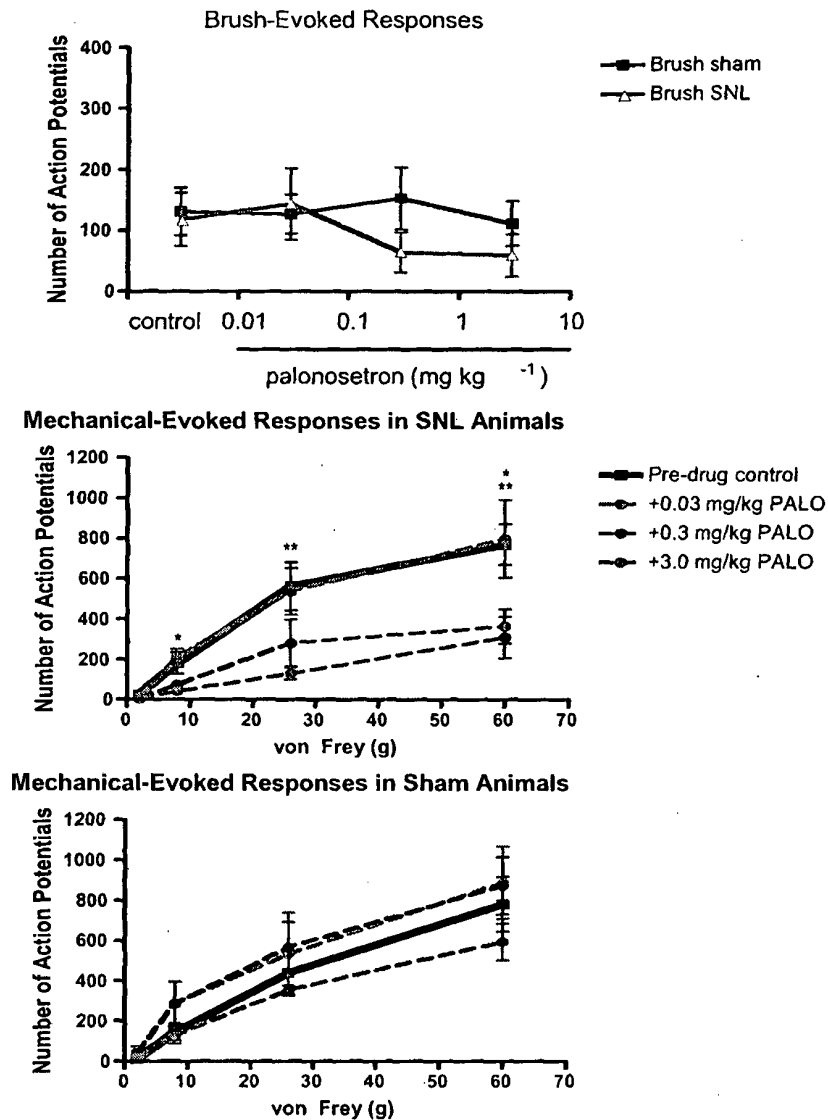 Brush-Evoked Responses
400
300
200
100
0
Number of Action Potentials
Brush sham
Brush SNL
control 0.01 0.1 1 10
palonosetron (mg kg -1)
Mechanical-Evoked Responses in SNL Animals
1200
1000
800
600
400
200
0
Number of Action Potentials
*
**
*
**
Pre-drug control
+0.03 mg/kg PALO
+0.3 mg/kg PALO
+3.0 mg/kg PALO
0 10 20 30 40 50 60 70
von Frey (g)
Mechanical-Evoked Responses in Sham Animals
1200
1000
800
600
400
200
0
Number of Action Potentials
0 10 20 30 40 50 60 70
von Frey (g)